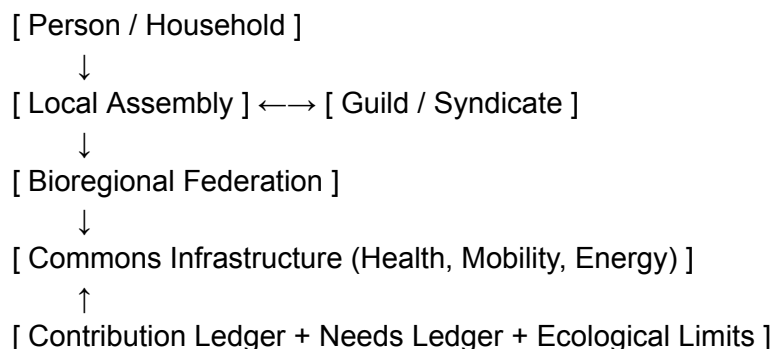 [ Person / Household ]
↓
[ Local Assembly ] ←→ [ Guild / Syndicate ]
↓
[ Bioregional Federation ]
↓
[ Commons Infrastructure (Health, Mobility, Energy) ]
↑
[ Contribution Ledger + Needs Ledger + Ecological Limits ]